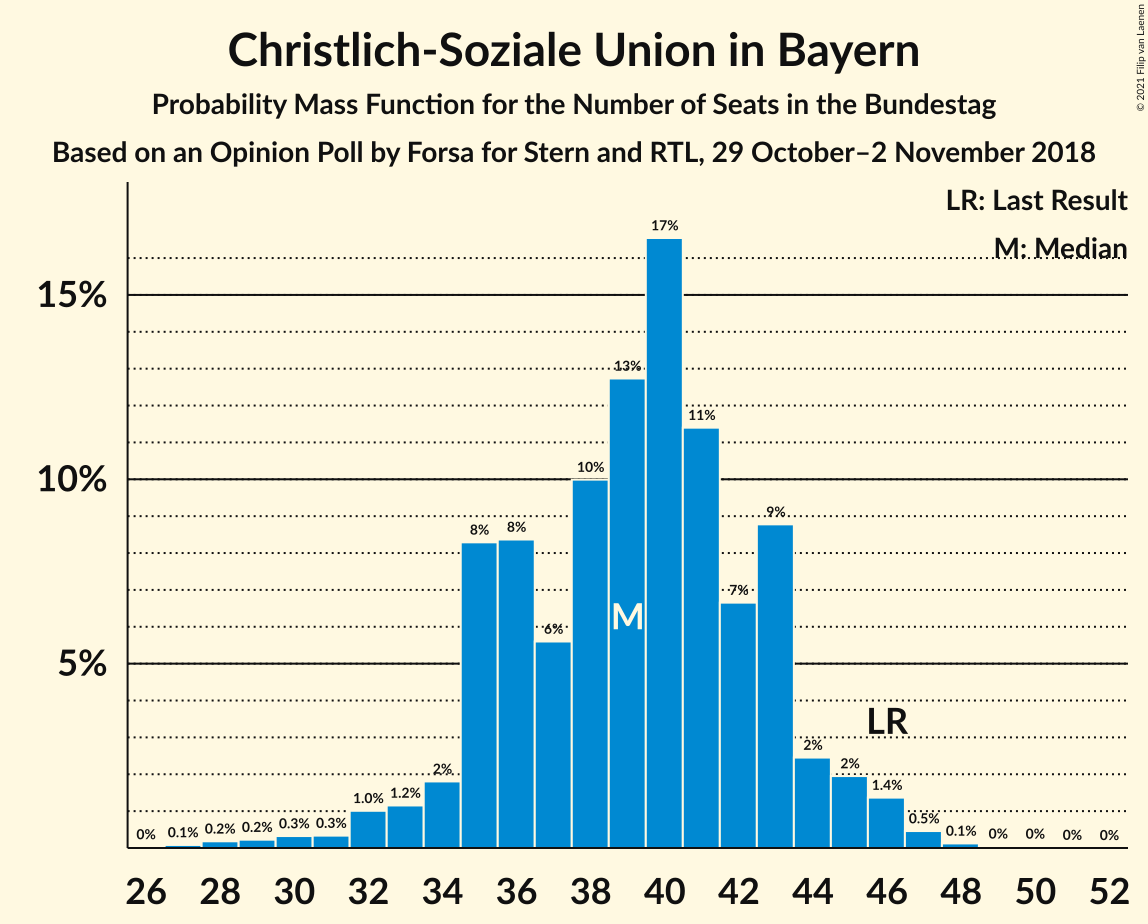 Christlich-Soziale Union in Bayern
Probability Mass Function for the Number of Seats in the Bundestag
Based on an Opinion Poll by Forsa for Stern and RTL, 29 October–2 November 2018
© 2021 Filip van Laenen
LR: Last Result
M: Median
15%
10%
5%
0% 0.1% 0.2% 0.2% 0.3% 0.3% 1.0% 1.2% 2% 8% 8% 6% 10% 13% 17% 11% 7% 9% 2% 2% 1.4% 0.5% 0.1% 0% 0% 0% 0%
M
LR
26 28 30 32 34 36 38 40 42 44 46 48 50 52